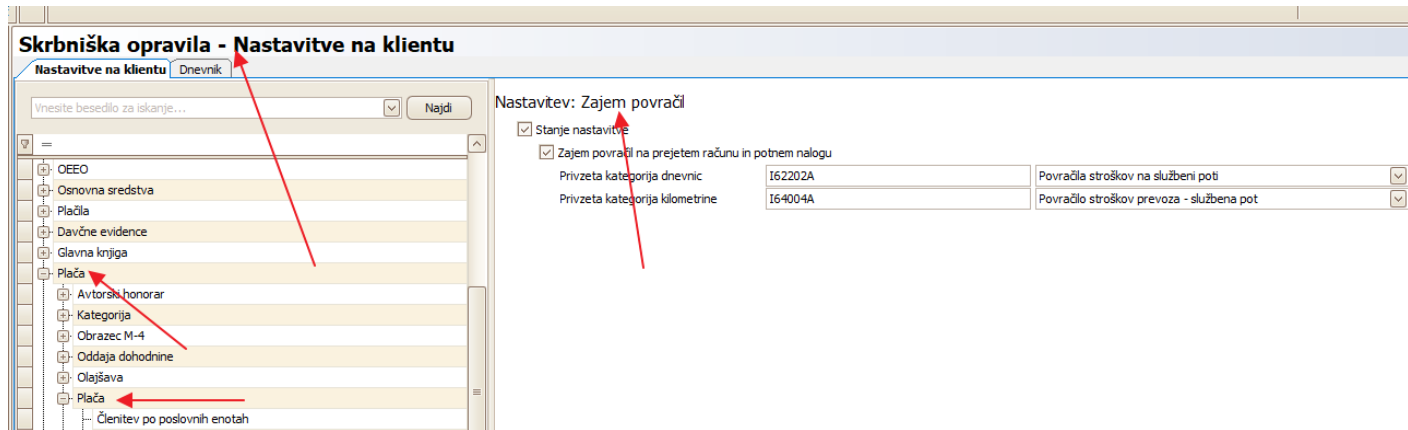 Skrbniška opravila - Nastavitve na klientu
Nastavitve na klientu Dnevnik
Vnesite besedilo za iskanje... Najdi
=
OEEO
Osnovna sredstva
Plačila
Davčne evidence
Glavna knjiga
Plača
Avtorski honorar
Kategorija
Obrazec M-4
Oddaja dohodnine
Olajšava
Plača
Členitev po poslovnih enotah
Nastavitev: Zajem povračil
Stanje nastavitve
Zajem povračil na prejetem računu in potnem nalogu
Privzeta kategorija dnevnic I62202A Povračila stroškov na službeni poti
Privzeta kategorija kilometrine I64004A Povračilo stroškov prevoza - službena pot